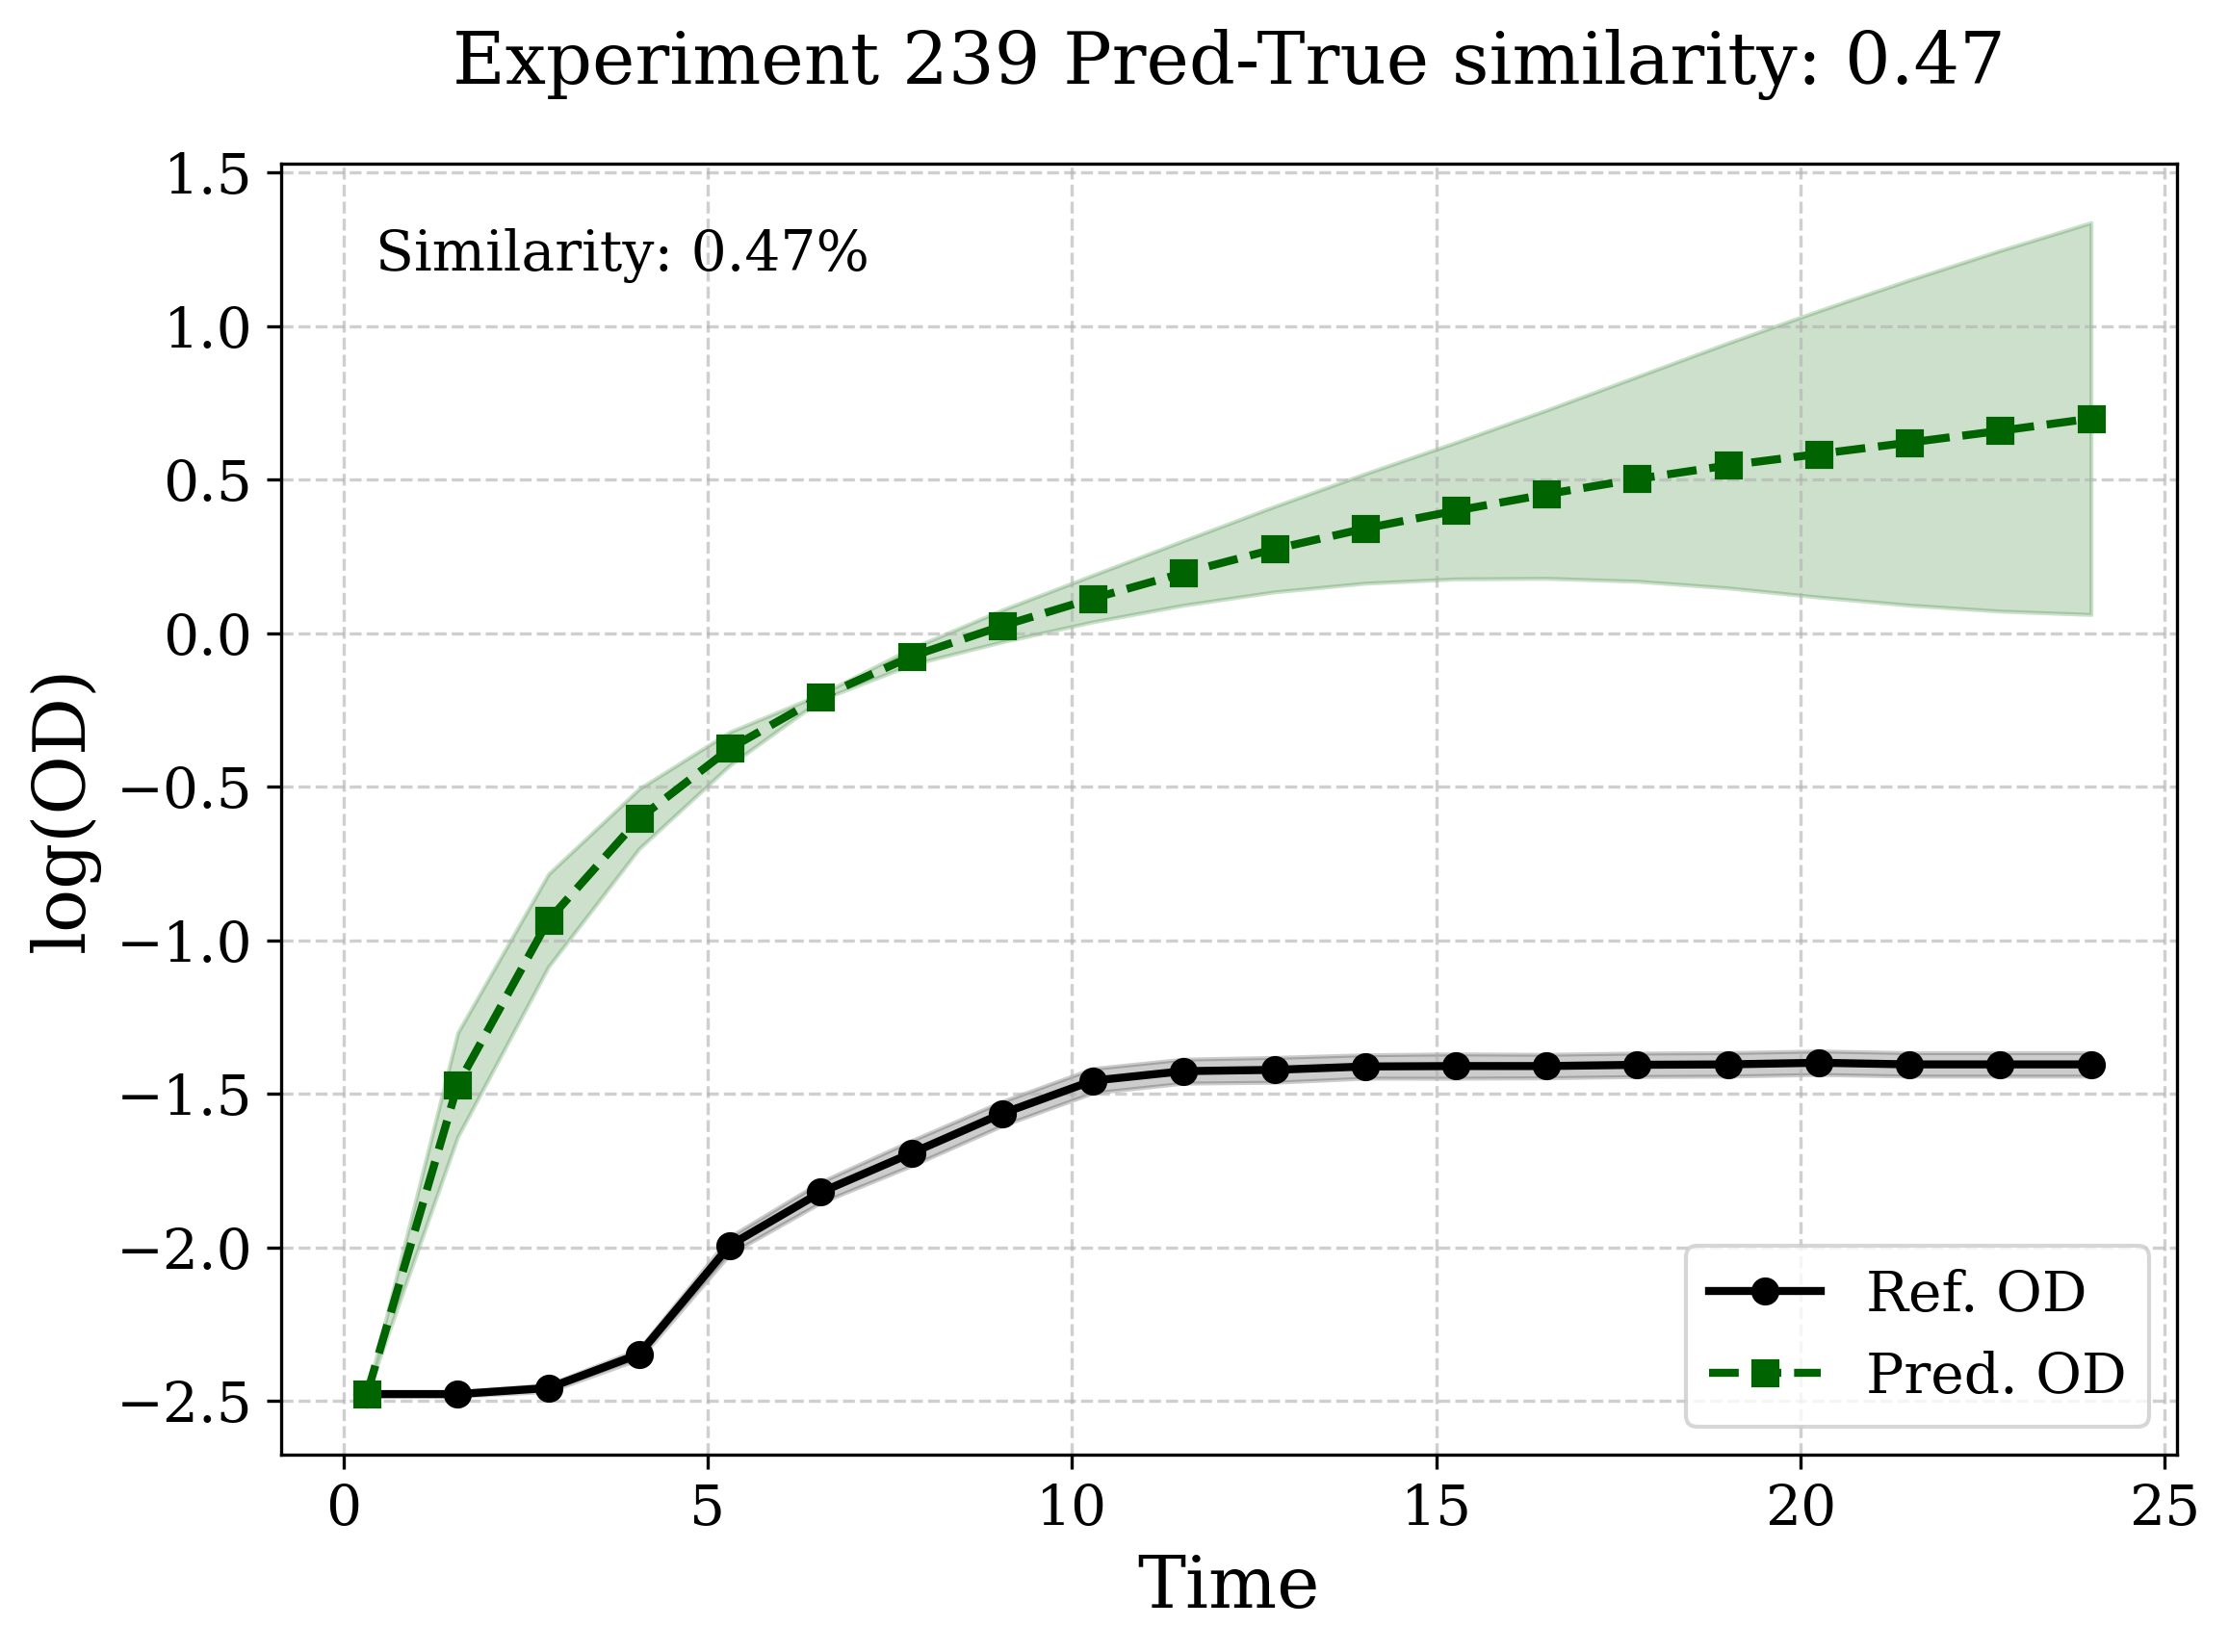 Experiment 239 Pred-True similarity: 0.47
Similarity: 0.47%
1.5
1.0
0.5
0.0
−0.5
−1.0
−1.5
−2.0
−2.5
log(OD)
Ref. OD
Pred. OD
0 5 10 15 20 25
Time